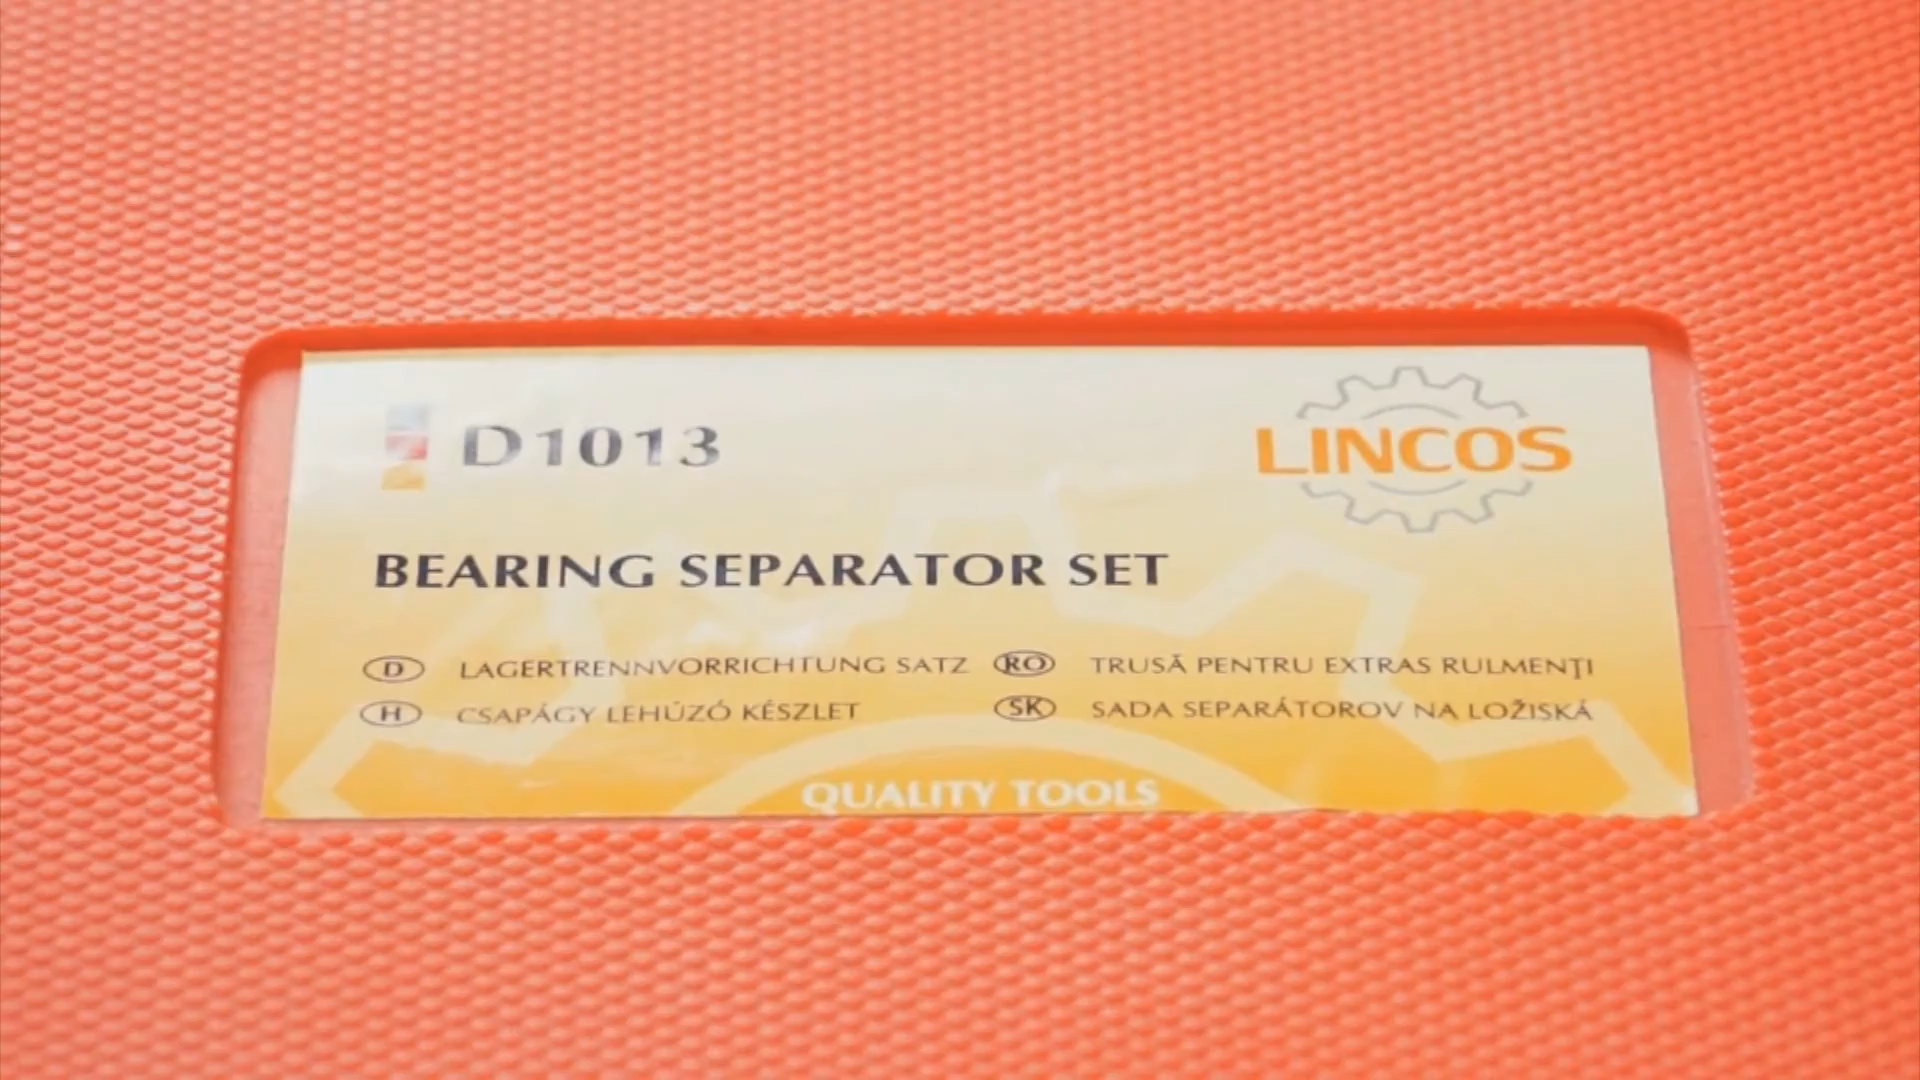 D1013
LINCOS
BEARING SEPARATOR SET
D LAGERTRENNVORRICHTUNG SATZ
RO TRUSĂ PENTRU EXTRAS RULMENŢI
H CSAPÁGY LEHÚZÓ KÉSZLET
SK SADA SEPARÁTOROV NA LOŽISKÁ
QUALITY TOOLS